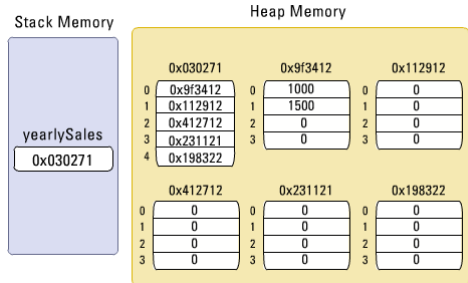 Stack Memory
Heap Memory
yearlySales
0x030271
0x030271
0 0x9f3412
1 0x112912
2 0x412712
3 0x231121
4 0x198322
0x9f3412
0 1000
1 1500
2 0
3 0
0x112912
0 0
1 0
2 0
3 0
0x412712
0 0
1 0
2 0
3 0
0x231121
0 0
1 0
2 0
3 0
0x198322
0 0
1 0
2 0
3 0